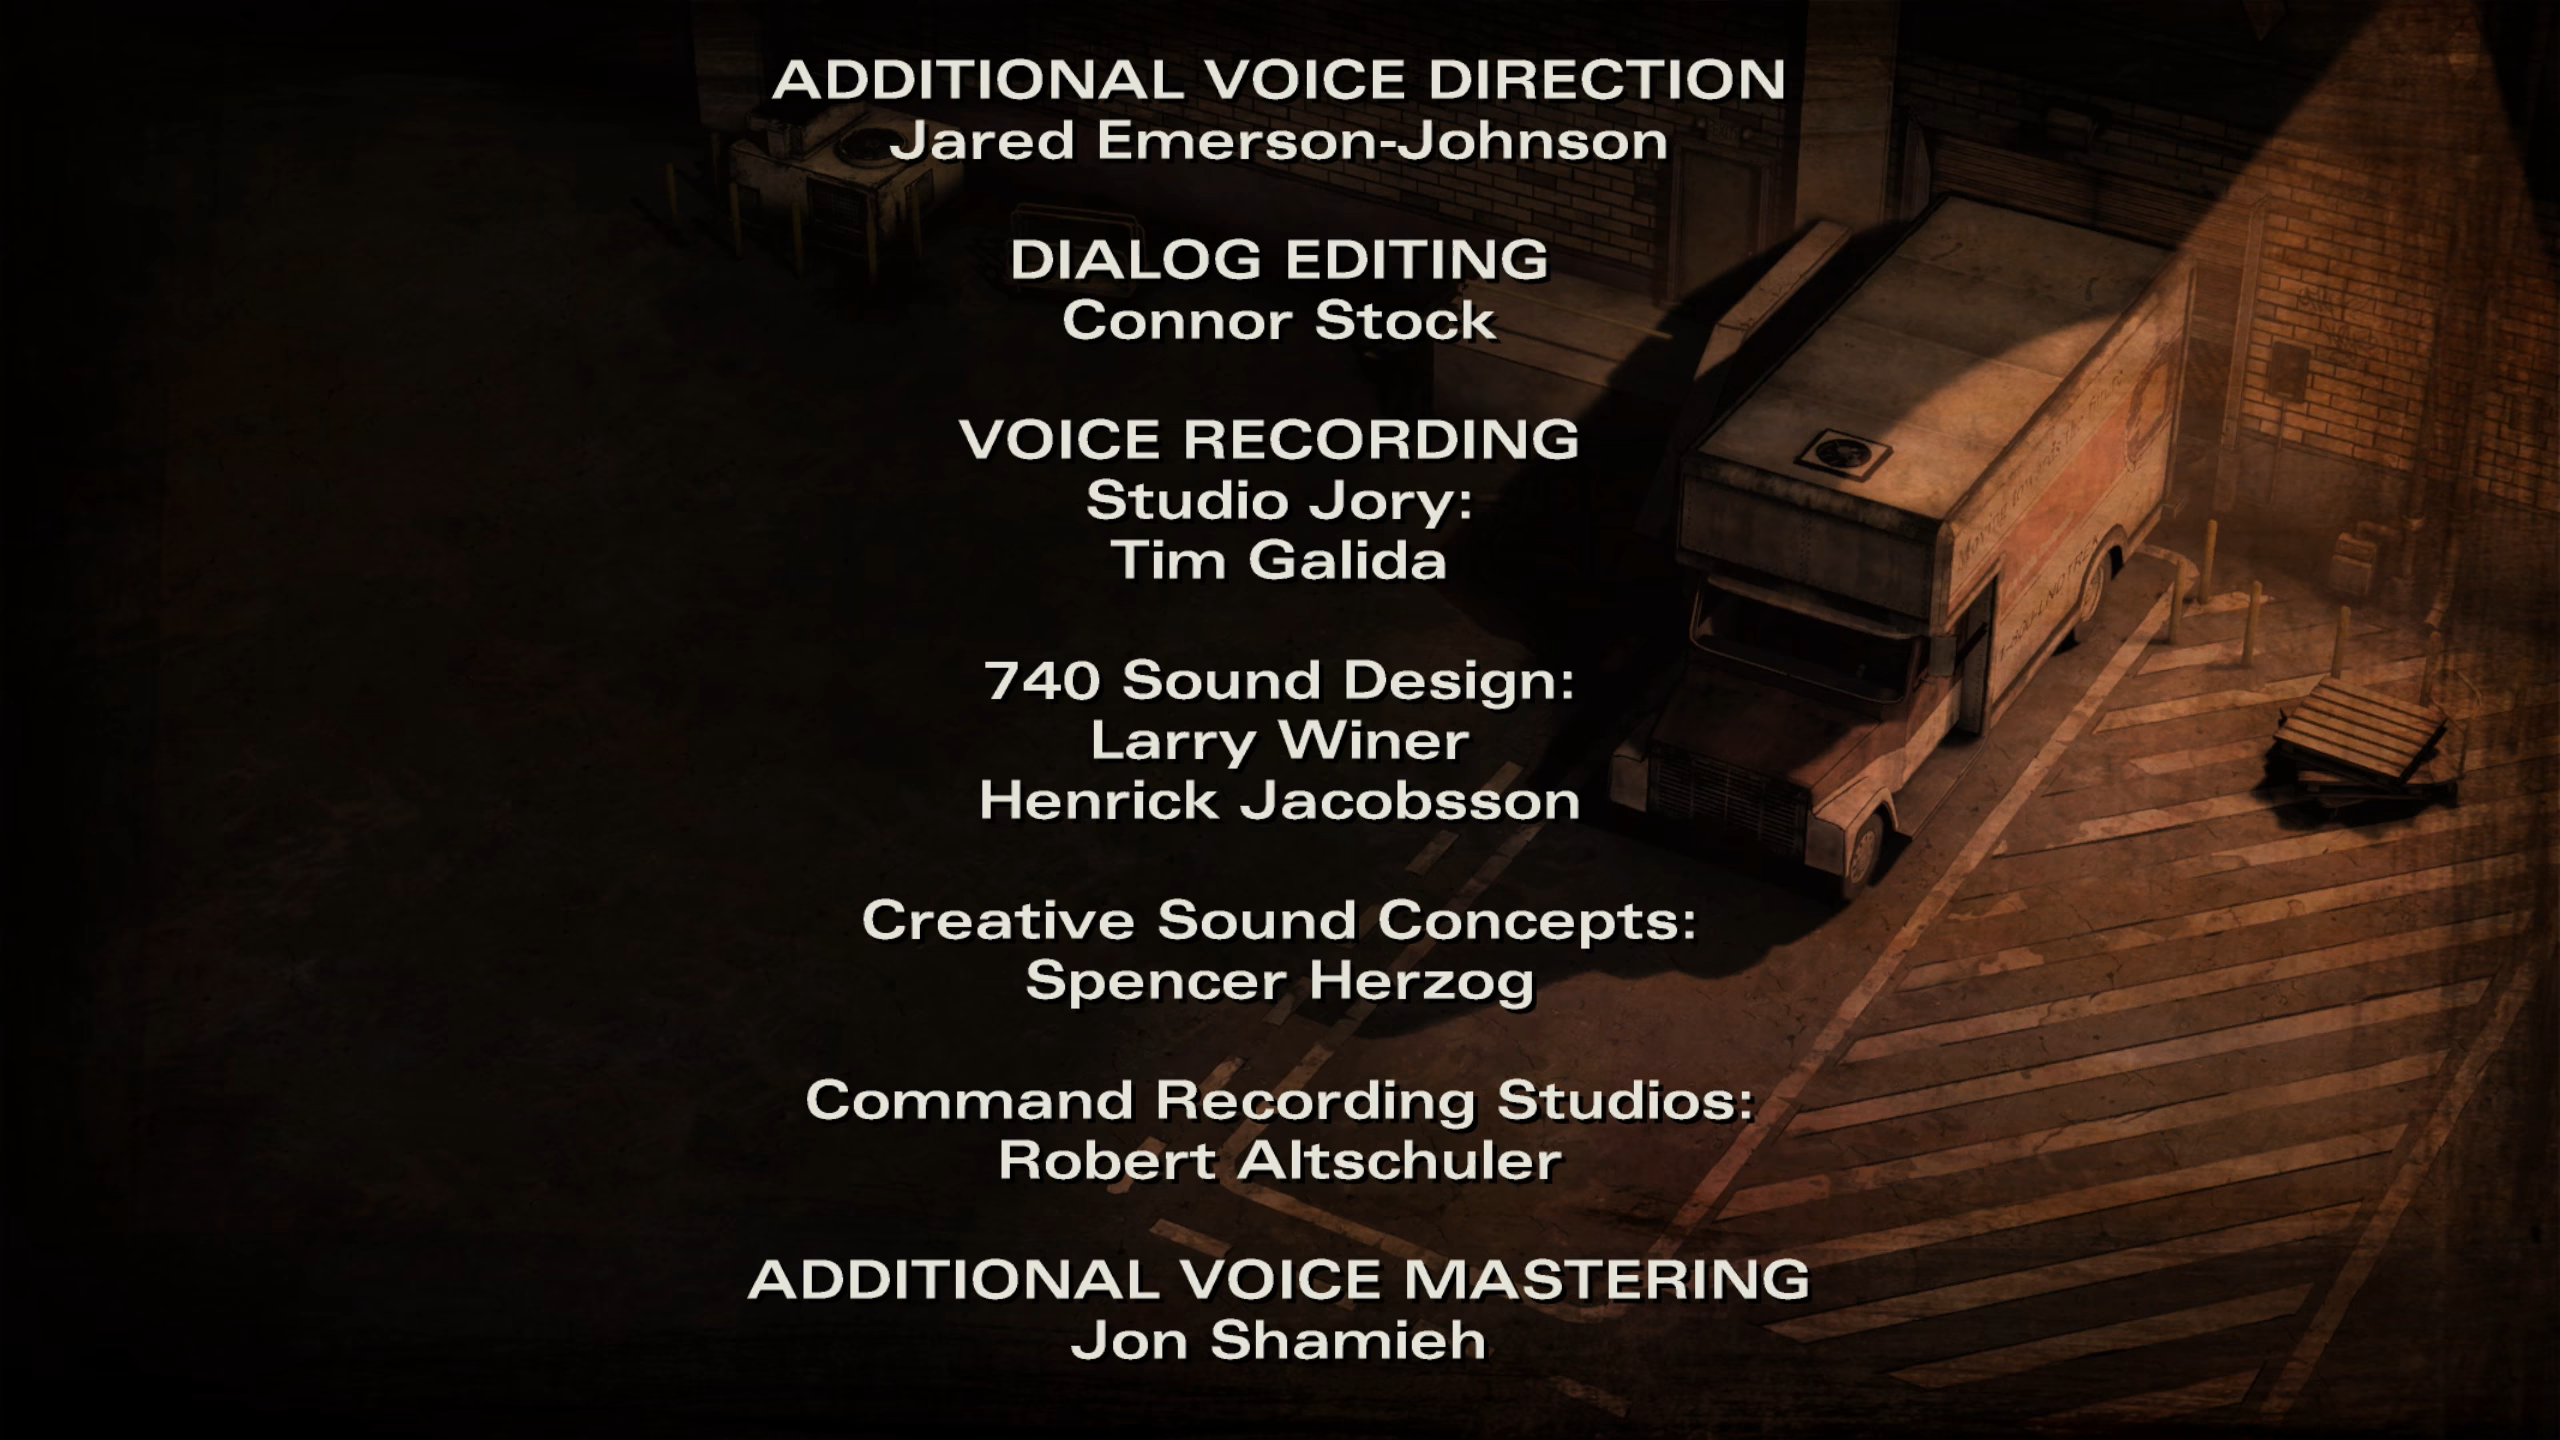 ADDITIONAL VOICE DIRECTION
Jared Emerson-Johnson
DIALOG EDITING
Connor Stock
VOICE RECORDING
Studio Jory:
Tim Galida
740 Sound Design:
Larry Winer
Henrick Jacobsson
Creative Sound Concepts:
Spencer Herzog
Command Recording Studios:
Robert Altschuler
ADDITIONAL VOICE MASTERING
Jon Shamieh